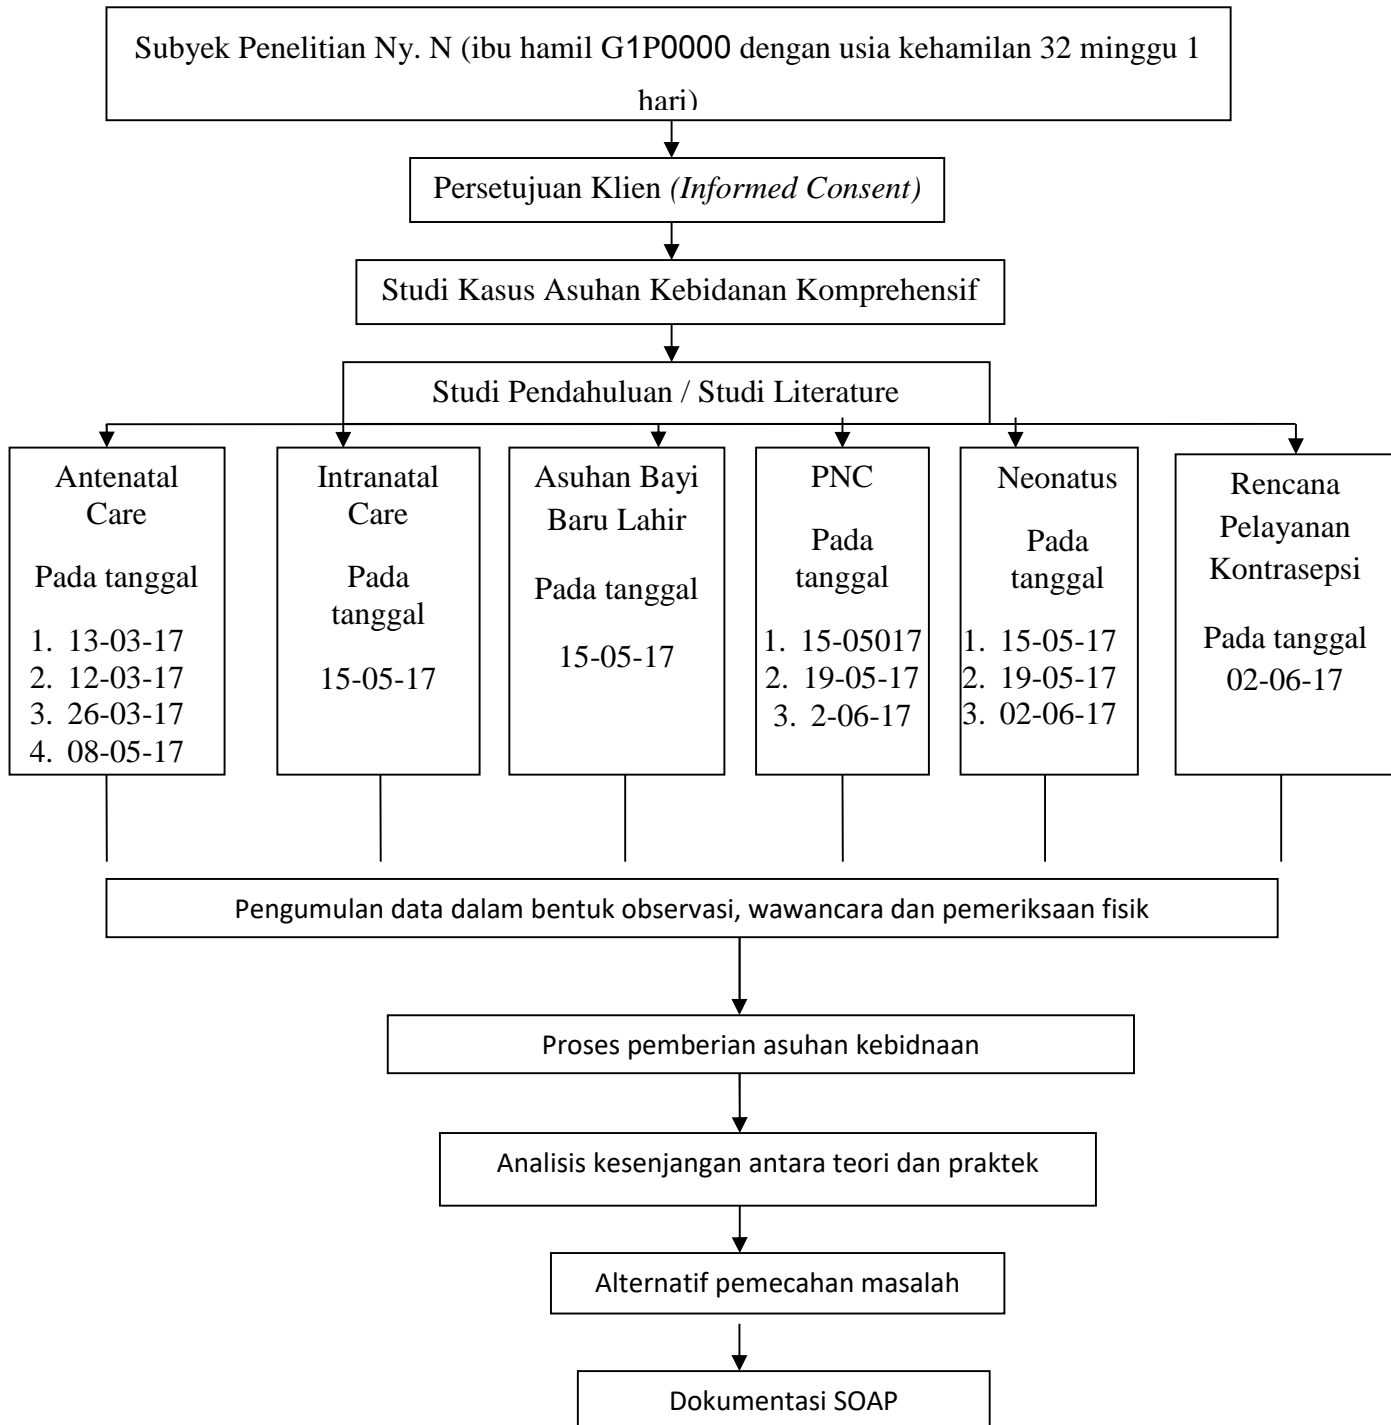 Subyek Penelitian Ny. N (ibu hamil G1P0000 dengan usia kehamilan 32 minggu 1
hari)
Persetujuan Klien (Informed Consent)
Studi Kasus Asuhan Kebidanan Komprehensif
Studi Pendahuluan / Studi Literature
Antenatal
Care
Pada tanggal
1. 13-03-17
2. 12-03-17
3. 26-03-17
4. 08-05-17
Intranatal
Care
Pada
tanggal
15-05-17
Asuhan Bayi
Baru Lahir
Pada tanggal
15-05-17
PNC
Pada
tanggal
1. 15-05017
2. 19-05-17
3. 2-06-17
Neonatus
Pada
tanggal
1. 15-05-17
2. 19-05-17
3. 02-06-17
Rencana
Pelayanan
Kontrasepsi
Pada tanggal
02-06-17
Pengumulan data dalam bentuk observasi, wawancara dan pemeriksaan fisik
Proses pemberian asuhan kebidnaan
Analisis kesenjangan antara teori dan praktek
Alternatif pemecahan masalah
Dokumentasi SOAP